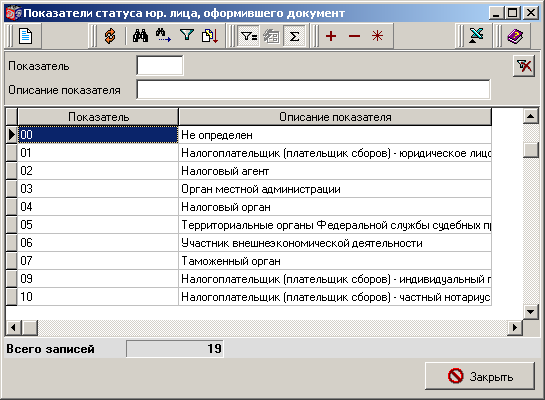 Показатели статуса юр. лица, оформившего документ
Показатель
Описание показателя
Показатель Описание показателя
00 Не определен
01 Налогоплательщик (плательщик сборов) - юридическое лицо
02 Налоговый агент
03 Орган местной администрации
04 Налоговый орган
05 Территориальные органы Федеральной службы судебных п
06 Участник внешнеэкономической деятельности
07 Таможенный орган
09 Налогоплательщик (плательщик сборов) - индивидуальный п
10 Налогоплательщик (плательщик сборов) - частный нотариус
Всего записей 19
Закрыть